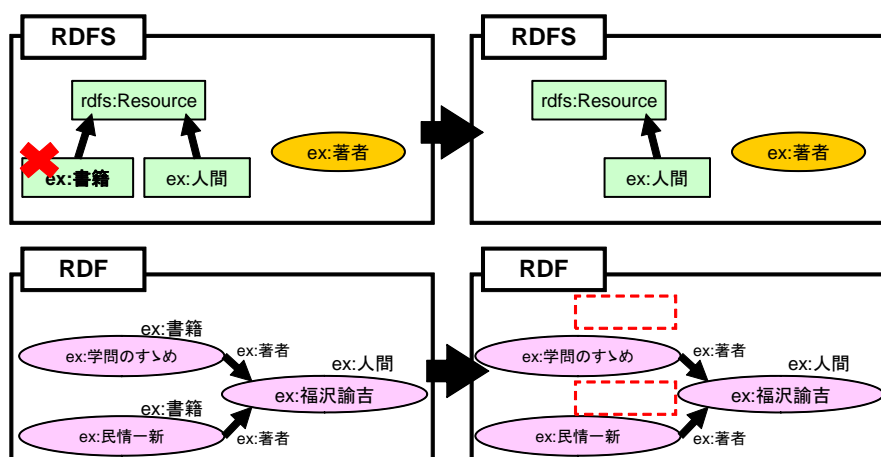 RDFS
rdfs:Resource
ex:書籍
ex:人間
ex:著者
RDFS
rdfs:Resource
ex:人間
ex:著者
RDF
ex:書籍
ex:学問のすゝめ
ex:著者
ex:人間
ex:福沢諭吉
ex:書籍
ex:民情一新
ex:著者
RDF
ex:学問のすゝめ
ex:著者
ex:人間
ex:福沢諭吉
ex:民情一新
ex:著者